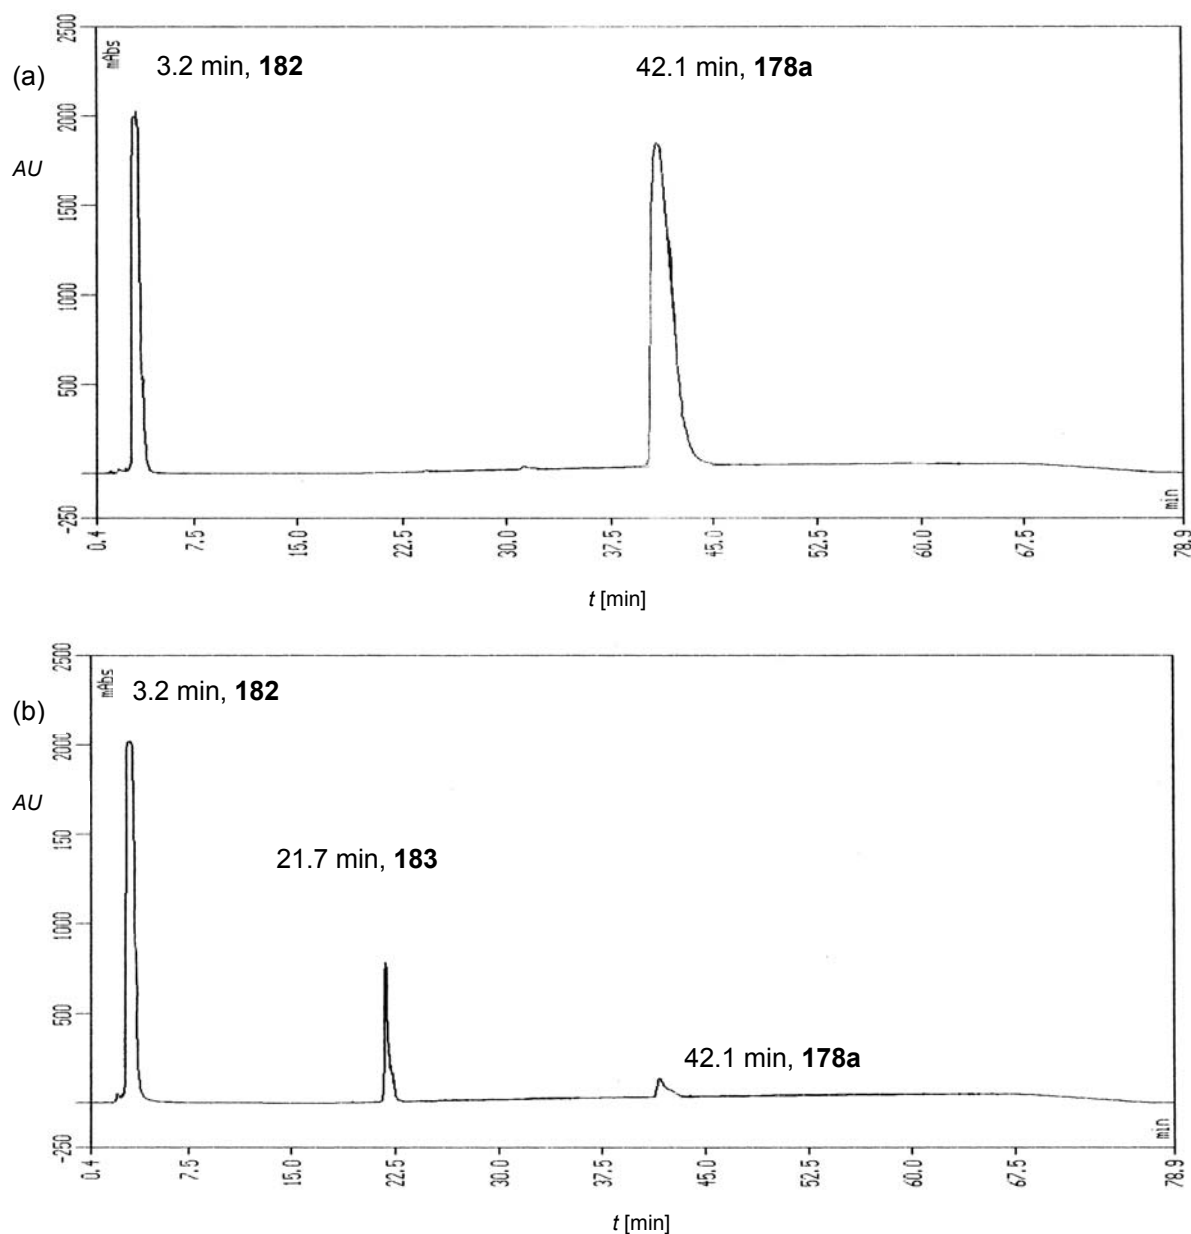 (a)
mAbs
3.2 min, 182
42.1 min, 178a
AU
2500
2000
1500
1000
500
-250
min
0.4 7.5 15.0 22.5 30.0 37.5 45.0 52.5 60.0 67.5 78.9
t [min]
(b)
mAbs
3.2 min, 182
21.7 min, 183
42.1 min, 178a
AU
2500
2000
150
1000
500
-250
min
0.4 7.5 15.0 22.5 30.0 37.5 45.0 52.5 60.0 67.5 78.9
t [min]